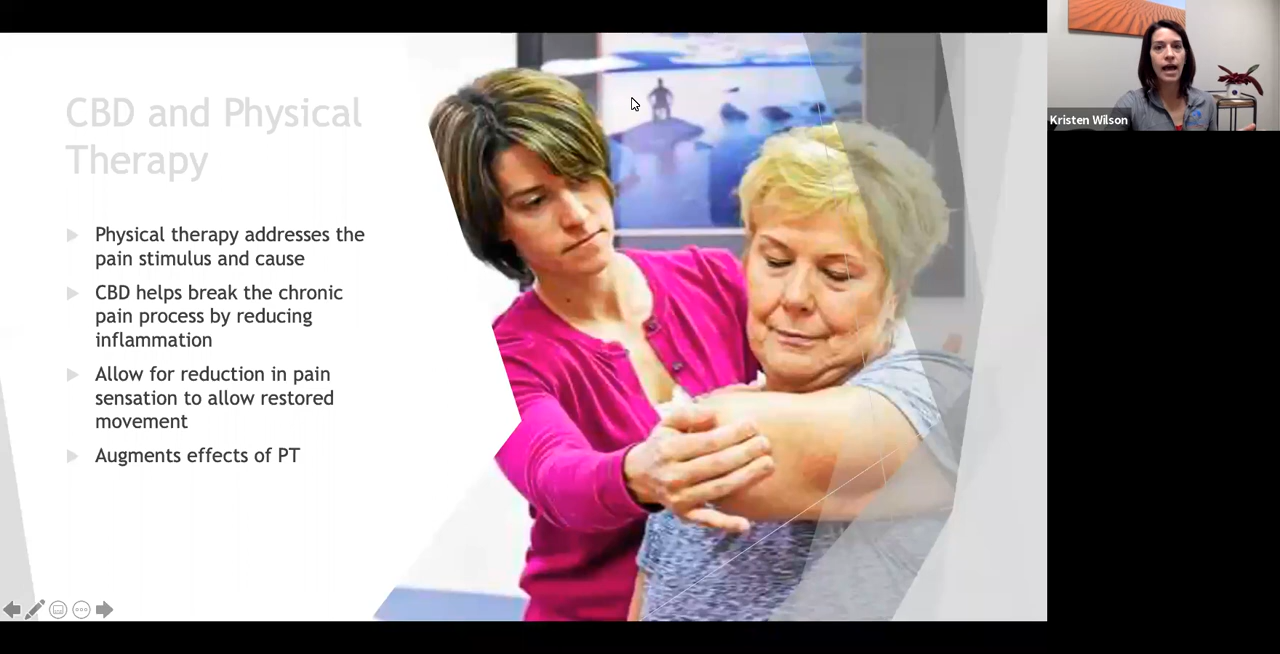 CBD and Physical
Therapy
Physical therapy addresses the
pain stimulus and cause
CBD helps break the chronic
pain process by reducing
inflammation
Allow for reduction in pain
sensation to allow restored
movement
Augments effects of PT
Kristen Wilson